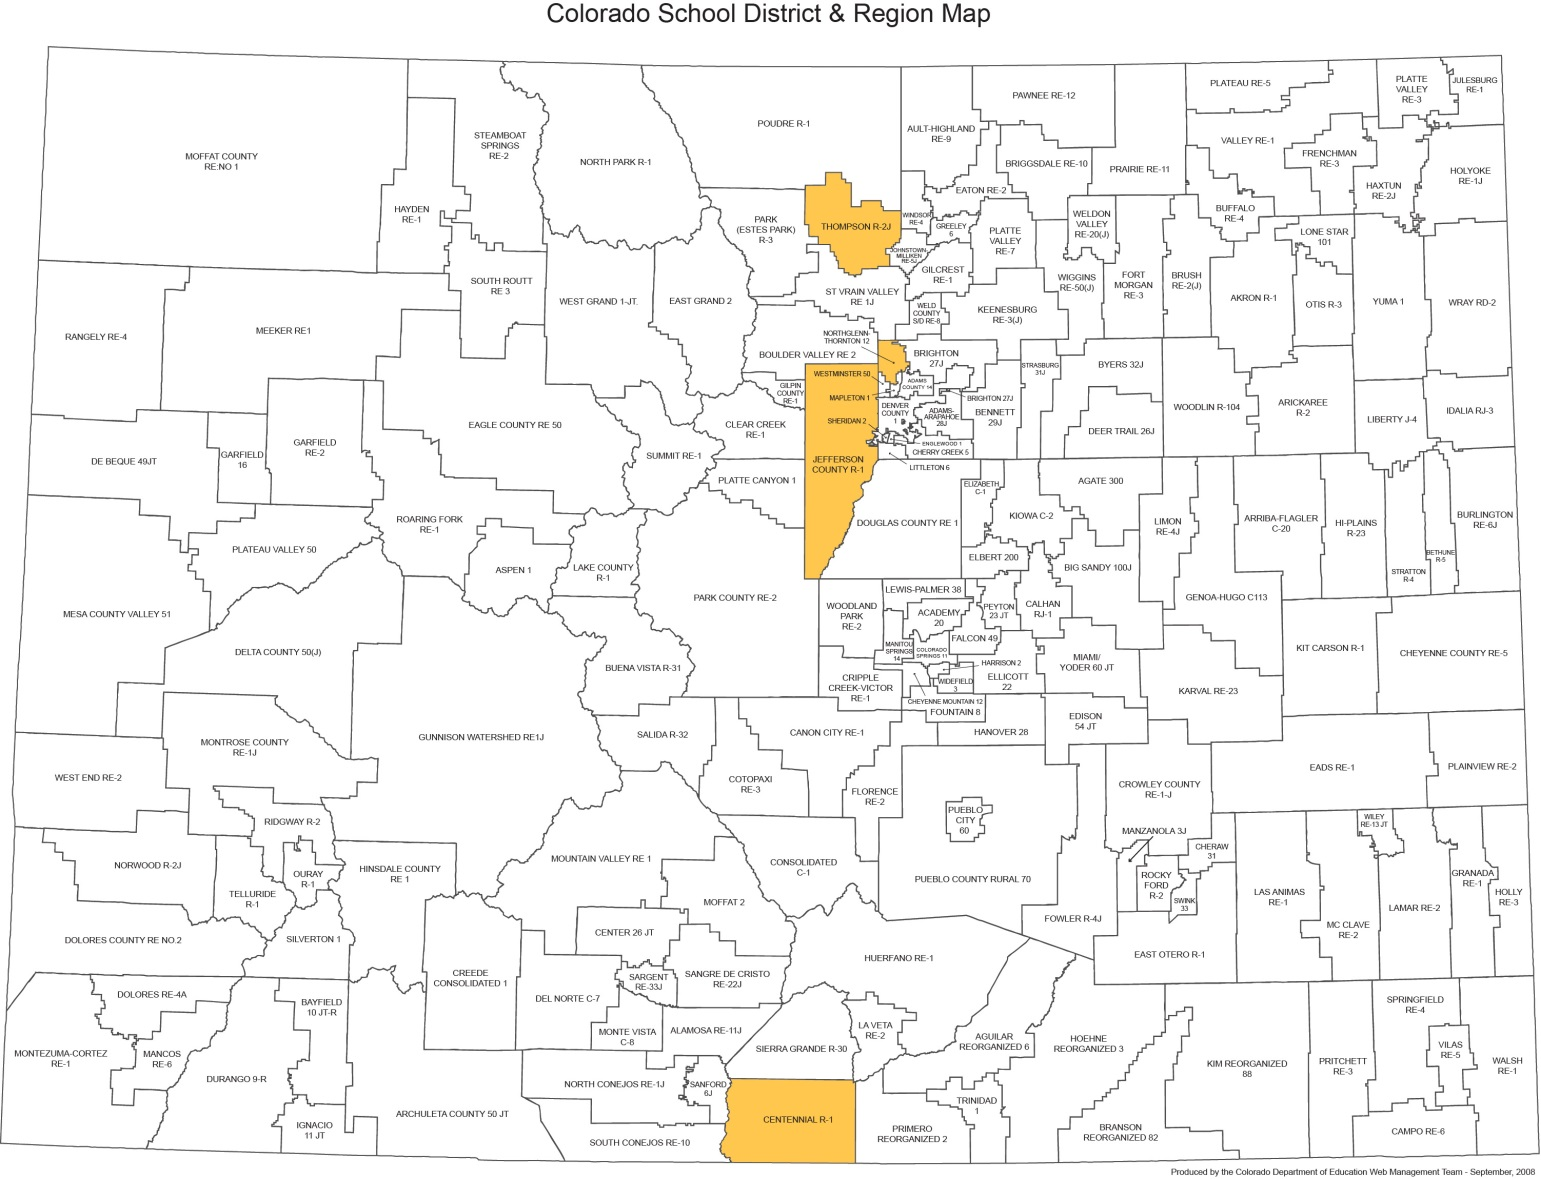 Colorado School District & Region Map
MOFFAT COUNTY
RE:NO 1
HAYDEN
RE-1
STEAMBOAT
SPRINGS
RE-2
NORTH PARK R-1
POUDRE R-1
AULT-HIGHLAND
RE-9
PAWNEE RE-12
BRIGGSDALE RE-10
PRAIRIE RE-11
PLATEAU RE-5
VALLEY RE-1
FRENCHMAN
RE-3
PLATTE
VALLEY
RE-3
JULESBURG
RE-1
HAXTUN
RE-2J
HOLYOKE
RE-1J
PARK
(ESTES PARK)
R-3
THOMPSON R-2J
WINDSOR
RE-4
EATON RE-2
GREELEY
6
JOHNSTOWN-
MILLIKEN
RE-5J
GILCREST
RE-1
PLATTE
VALLEY
RE-7
WELDON
VALLEY
RE-20(J)
BUFFALO
RE-4
LONE STAR
101
SOUTH ROUTT
RE 3
WEST GRAND 1-JT.
EAST GRAND 2
ST VRAIN VALLEY
RE 1J
WELD
COUNTY
S/D RE-8
KEENESBURG
RE-3(J)
WIGGINS
RE-50(J)
FORT
MORGAN
RE-3
BRUSH
RE-2(J)
AKRON R-1
OTIS R-3
YUMA 1
WRAY RD-2
RANGELY RE-4
MEEKER RE1
NORTHGLENN-
THORNTON 12
BOULDER VALLEY RE 2
BRIGHTON
27J
STRASBURG
31J
BYERS 32J
WESTMINSTER 50
ADAMS
COUNTY 14
GILPIN
COUNTY
RE-1
MAPLETON 1
BRIGHTON 27J
DENVER
COUNTY
1
ADAMS-
ARAPAHOE
28J
BENNETT
29J
DEER TRAIL 26J
WOODLIN R-104
ARICKAREE
R-2
LIBERTY J-4
IDALIA RJ-3
SHERIDAN 2
ENGLEWOOD 1
CHERRY CREEK 5
LITTLETON 6
CLEAR CREEK
RE-1
JEFFERSON
COUNTY R-1
EAGLE COUNTY RE 50
SUMMIT RE-1
PLATTE CANYON 1
DE BEQUE 49JT
GARFIELD
16
GARFIELD
RE-2
ROARING FORK
RE-1
ASPEN 1
LAKE COUNTY
R-1
PLATEAU VALLEY 50
MESA COUNTY VALLEY 51
DELTA COUNTY 50(J)
PARK COUNTY RE-2
DOUGLAS COUNTY RE 1
ELIZABETH
C-1
KIOWA C-2
AGATE 300
LIMON
RE-4J
ARRIBA-FLAGLER
C-20
HI-PLAINS
R-23
STRATTON
R-4
BETHUNE
R-5
BURLINGTON
RE-6J
ELBERT 200
BIG SANDY 100J
GENOA-HUGO C113
LEWIS-PALMER 38
WOODLAND
PARK
RE-2
ACADEMY
20
PEYTON
23 JT
CALHAN
RJ-1
FALCON 49
MANITOU
SPRINGS
14
COLORADO
SPRINGS 11
HARRISON 2
WIDEFIELD
3
ELLICOTT
22
MIAMI/
YODER 60 JT
KIT CARSON R-1
CHEYENNE COUNTY RE-5
KARVAL RE-23
BUENA VISTA R-31
CRIPPLE
CREEK-VICTOR
RE-1
CHEYENNE MOUNTAIN 12
FOUNTAIN 8
HANOVER 28
EDISON
54 JT
SALIDA R-32
CANON CITY RE-1
COTOPAXI
RE-3
FLORENCE
RE-2
GUNNISON WATERSHED RE1J
MONTROSE COUNTY
RE-1J
WEST END RE-2
RIDGWAY R-2
NORWOOD R-2J
TELLURIDE
R-1
OURAY
R-1
HINSDALE COUNTY
RE 1
MOUNTAIN VALLEY RE 1
CONSOLIDATED
C-1
PUEBLO
CITY
60
PUEBLO COUNTY RURAL 70
CROWLEY COUNTY
RE-1-J
MANZANOLA 3J
CHERAW
31
ROCKY
FORD
R-2
SWINK
33
FOWLER R-4J
EAST OTERO R-1
EADS RE-1
PLAINVIEW RE-2
WILEY
RE-13 JT
LAS ANIMAS
RE-1
MC CLAVE
RE-2
LAMAR RE-2
GRANADA
RE-1
HOLLY
RE-3
DOLORES COUNTY RE NO.2
SILVERTON 1
CREEDE
CONSOLIDATED 1
CENTER 26 JT
MOFFAT 2
SARGENT
RE-33J
SANGRE DE CRISTO
RE-22J
HUERFANO RE-1
DEL NORTE C-7
MONTE VISTA
C-8
ALAMOSA RE-11J
LA VETA
RE-2
SIERRA GRANDE R-30
AGUILAR
REORGANIZED 6
HOEHNE
REORGANIZED 3
DOLORES RE-4A
BAYFIELD
10 JT-R
MONTEZUMA-CORTEZ
RE-1
MANCOS
RE-6
DURANGO 9-R
IGNACIO
11 JT
ARCHULETA COUNTY 50 JT
NORTH CONEJOS RE-1J
SANFORD
6J
SOUTH CONEJOS RE-10
CENTENNIAL R-1
PRIMERO
REORGANIZED 2
TRINIDAD
1
BRANSON
REORGANIZED 82
KIM REORGANIZED
88
PRITCHETT
RE-3
SPRINGFIELD
RE-4
VILAS
RE-5
WALSH
RE-1
CAMPO RE-6
Produced by the Colorado Department of Education Web Management Team - September, 2008